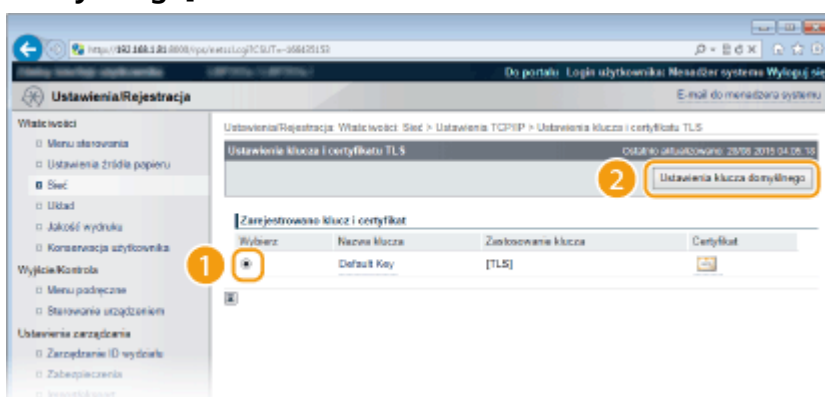 Do portalu Login użytkownika: Menedżer systemu Wyloguj się
Ustawienia/Rejestracja
E-mail do menedżera systemu
Właściwości
Menu sterowania
Ustawienia źródła papieru
Sieć
Układ
Jakość wydruku
Konserwacja użytkownika
Wyjście/Kontrola
Menu podręczne
Sterowanie urządzeniem
Ustawienia zarządzania
Zarządzanie ID wydziału
Zabezpieczenia
Ustawienia/Rejestracja: Właściwości: Sieć > Ustawienia TCP/IP > Ustawienia klucza i certyfikatu TLS
Ustawienia klucza i certyfikatu TLS
Ostatnio aktualizowano: 28/08 2015 04:05:18
2
Ustawienia klucza domyślnego
Zarejestrowano klucz i certyfikat
Wybierz Nazwa klucza Zastosowanie klucza Certyfikat
1
Default Key [TLS]